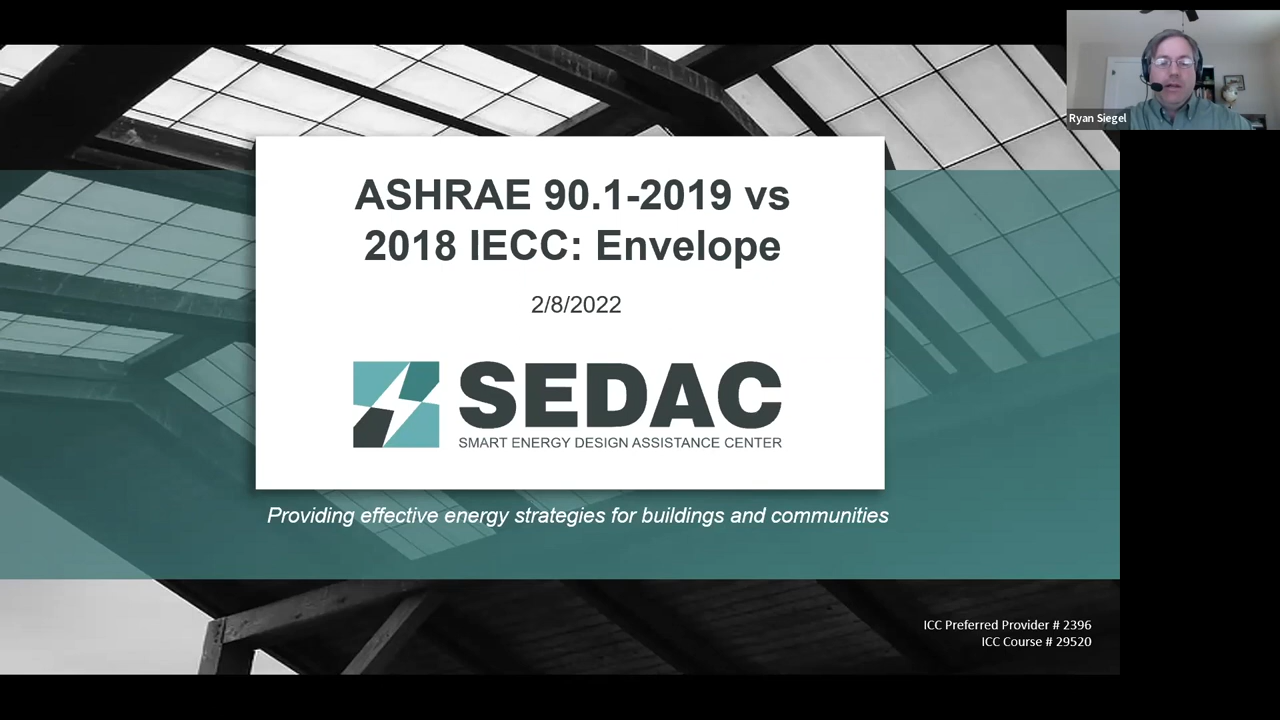 Ryan Siegel
ASHRAE 90.1-2019 vs
2018 IECC: Envelope
2/8/2022
SEDAC
SMART ENERGY DESIGN ASSISTANCE CENTER
Providing effective energy strategies for buildings and communities
ICC Preferred Provider # 2396
ICC Course # 29520